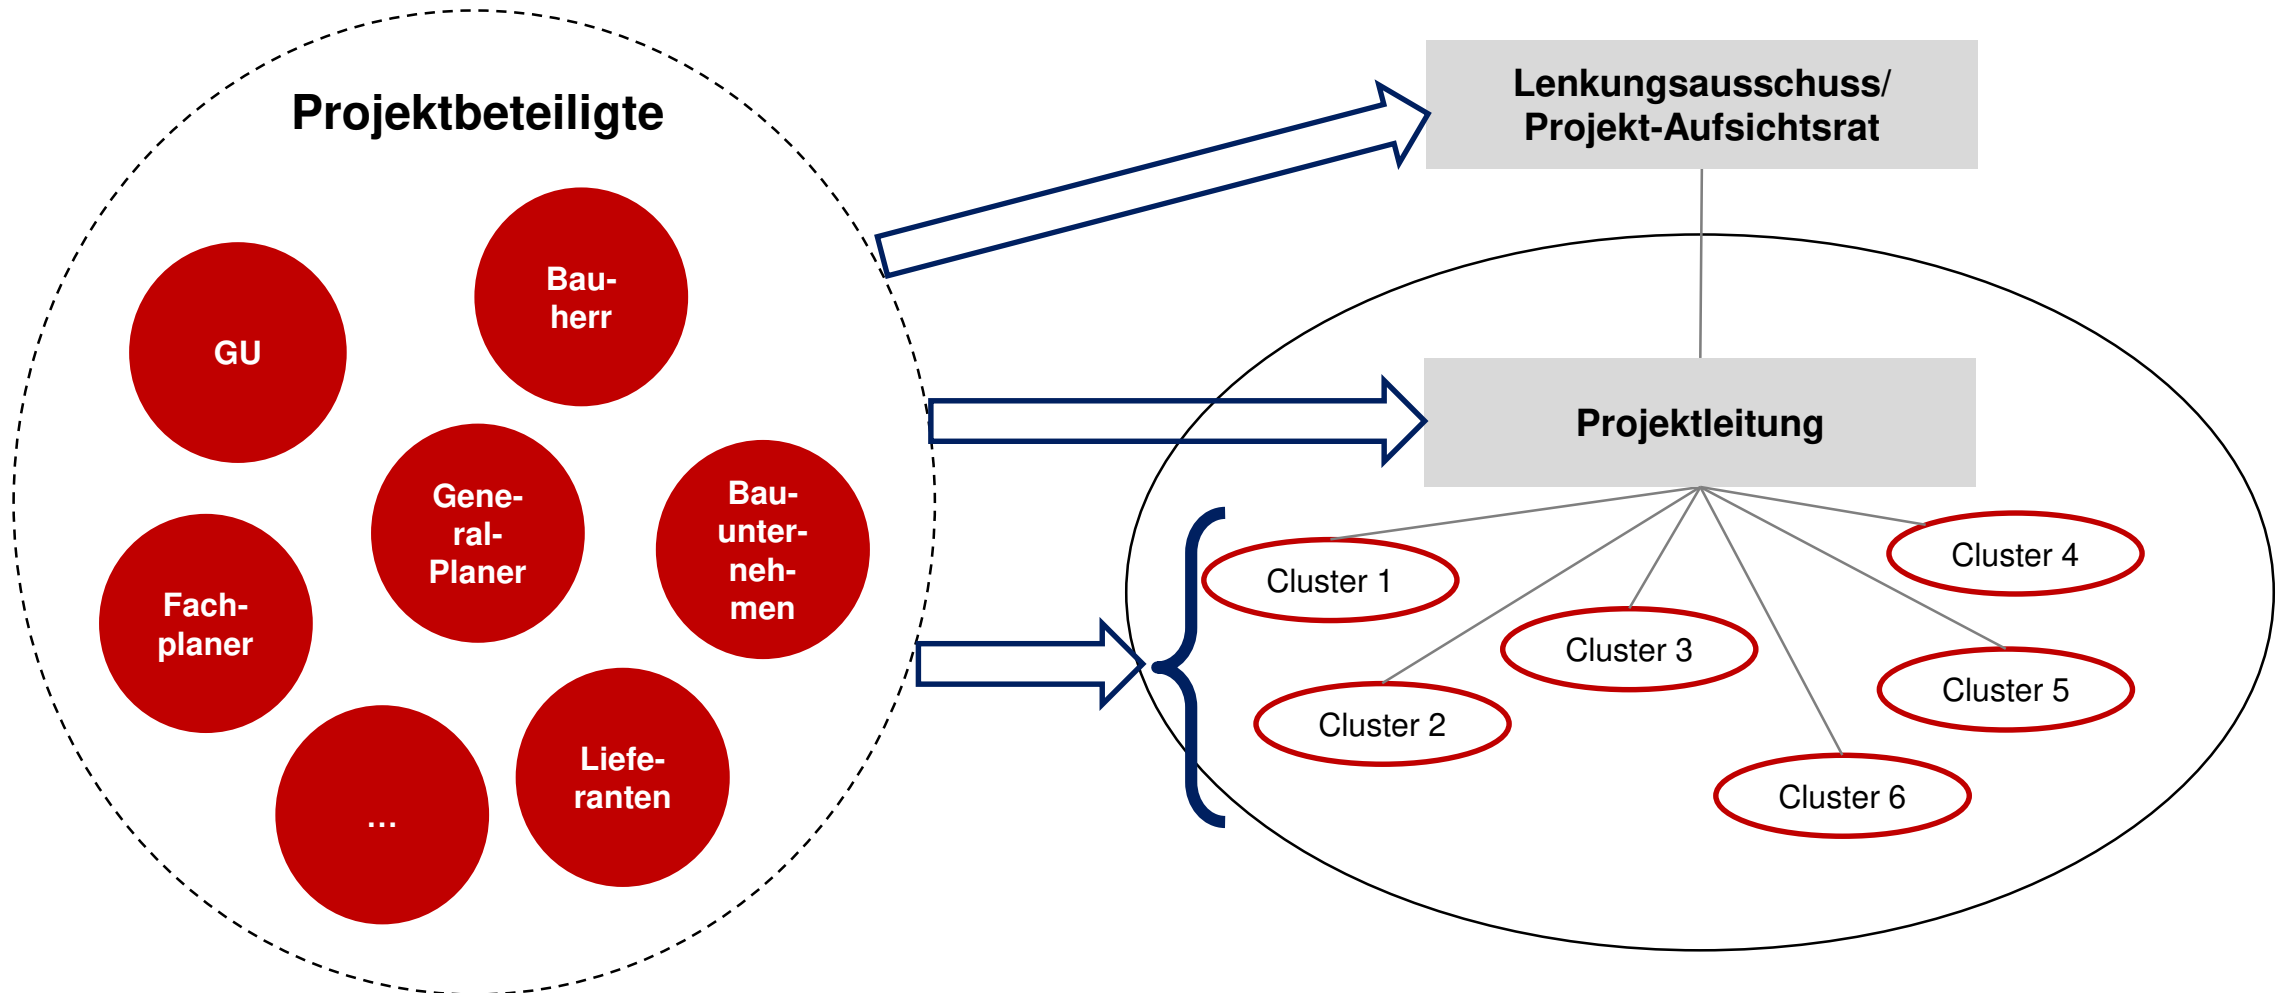 Projektbeteiligte
Bau-
herr
GU
Gene-
ral-
Planer
Bau-
unter-
neh-
men
Fach-
planer
Liefe-
ranten
...
Lenkungsausschuss/
Projekt-Aufsichtsrat
Projektleitung
Cluster 1
Cluster 2
Cluster 3
Cluster 4
Cluster 5
Cluster 6